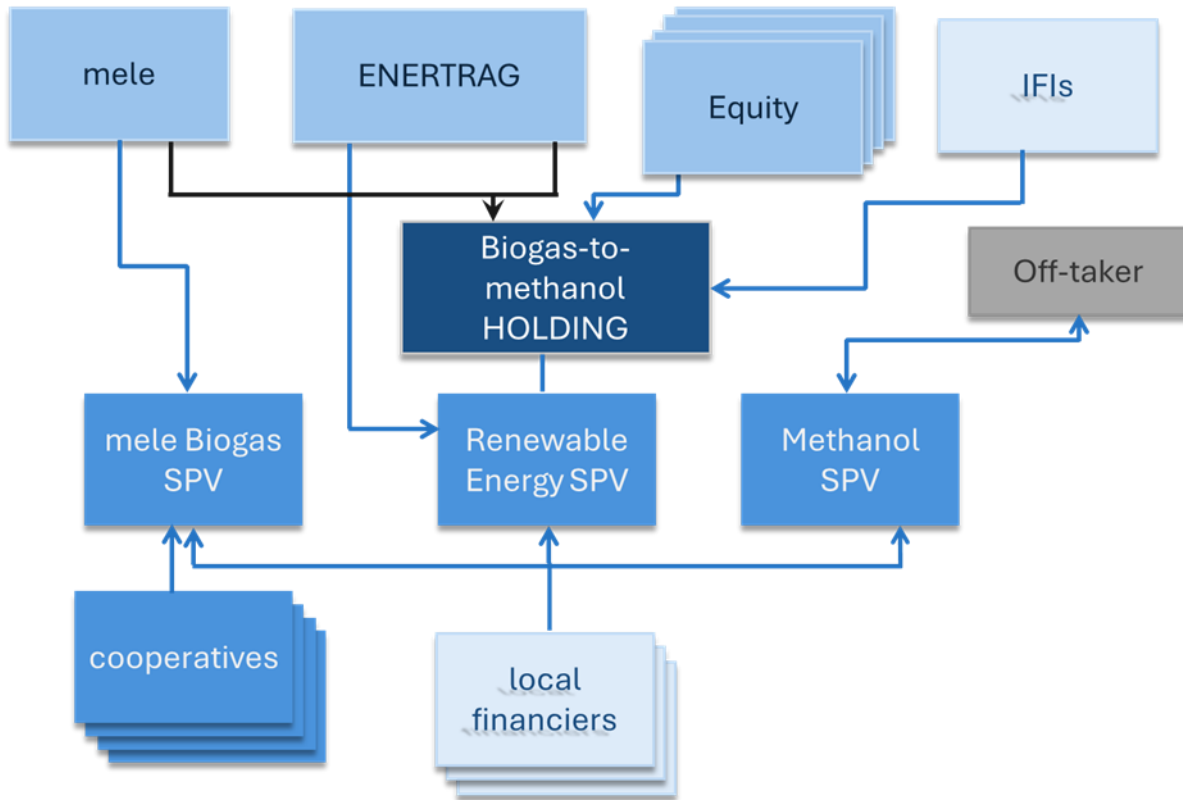 mele
ENERTRAG
Equity
IFIs
Biogas-to-
methanol
HOLDING
Off-taker
mele Biogas
SPV
Renewable
Energy SPV
Methanol
SPV
cooperatives
local
financiers